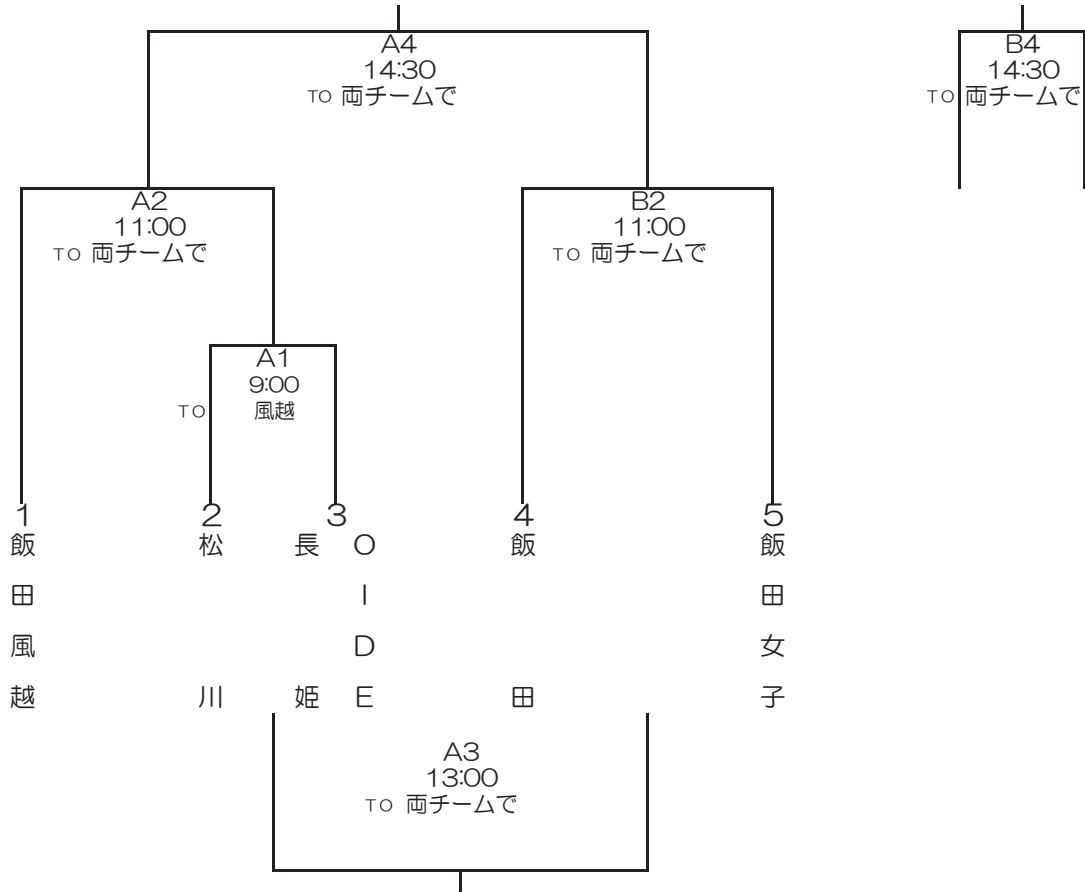 A4
14:30
TO 両チームで
B4
14:30
TO 両チームで
A2
11:00
TO 両チームで
B2
11:00
TO 両チームで
A1
9:00
TO 風越
1
飯田風越
2
松川
3
長姫
OIDE
4
飯田
5
飯田女子
A3
13:00
TO 両チームで